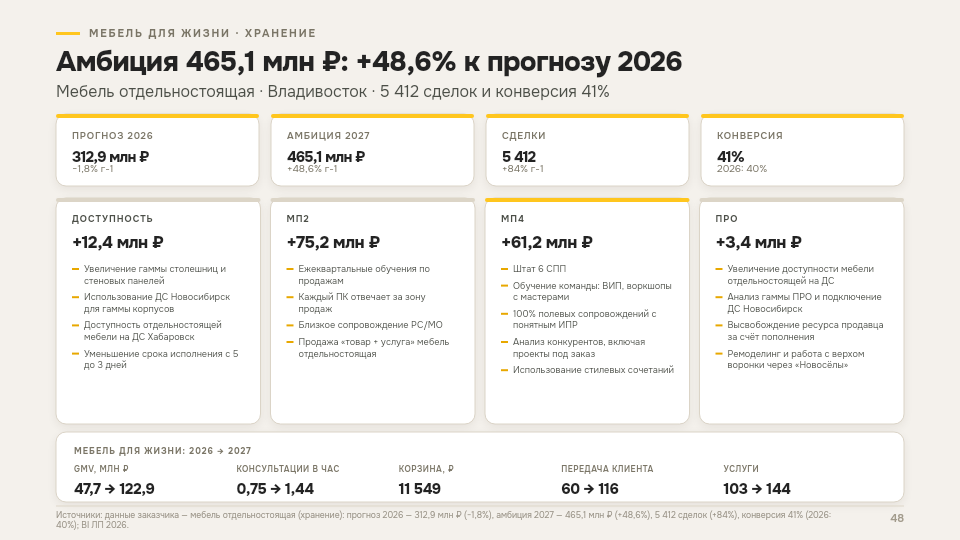 МЕБЕЛЬ ДЛЯ ЖИЗНИ · ХРАНЕНИЕ
Амбиция 465,1 млн ₽: +48,6% к прогнозу 2026
Мебель отдельностоящая · Владивосток · 5 412 сделок и конверсия 41%
ПРОГНОЗ 2026
312,9 млн ₽
−1,8% г-1
АМБИЦИЯ 2027
465,1 млн ₽
+48,6% г-1
СДЕЛКИ
5 412
+84% г-1
КОНВЕРСИЯ
41%
2026: 40%
ДОСТУПНОСТЬ
+12,4 млн ₽
Увеличение гаммы столешниц и
стеновых панелей
Использование ДС Новосибирск
для гаммы корпусов
Доступность отдельностоящей
мебели на ДС Хабаровск
Уменьшение срока исполнения с 5
до 3 дней
МП2
+75,2 млн ₽
Ежеквартальные обучения по
продажам
Каждый ПК отвечает за зону
продаж
Близкое сопровождение РС/МО
Продажа «товар + услуга» мебель
отдельностоящая
МП4
+61,2 млн ₽
Штат 6 СПП
Обучение команды: ВИП, воркшопы
с мастерами
100% полевых сопровождений с
понятным ИПР
Анализ конкурентов, включая
проекты под заказ
Использование стилевых сочетаний
ПРО
+3,4 млн ₽
Увеличение доступности мебели
отдельностоящей на ДС
Анализ гаммы ПРО и подключение
ДС Новосибирск
Высвобождение ресурса продавца
за счёт пополнения
Ремоделинг и работа с верхом
воронки через «Новосёлы»
МЕБЕЛЬ ДЛЯ ЖИЗНИ: 2026 → 2027
GMV, МЛН ₽
47,7 → 122,9
КОНСУЛЬТАЦИИ В ЧАС
0,75 → 1,44
КОРЗИНА, ₽
11 549
ПЕРЕДАЧА КЛИЕНТА
60 → 116
УСЛУГИ
103 → 144
Источники: данные заказчика — мебель отдельностоящая (хранение): прогноз 2026 — 312,9 млн ₽ (−1,8%), амбиция 2027 — 465,1 млн ₽ (+48,6%), 5 412 сделок (+84%), конверсия 41% (2026:
40%); BI ЛП 2026.
48